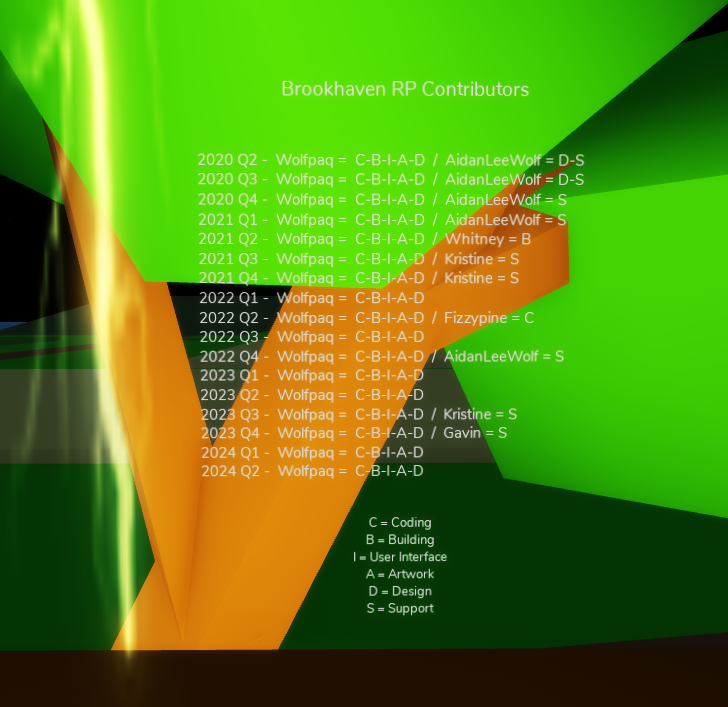 Brookhaven RP Contributors
2020 Q2 - Wolfpaq = C-B-I-A-D / AidanLeeWolf = D-S
2020 Q3 - Wolfpaq = C-B-I-A-D / AidanLeeWolf = D-S
2020 Q4 - Wolfpaq = C-B-I-A-D / AidanLeeWolf = S
2021 Q1 - Wolfpaq = C-B-I-A-D / AidanLeeWolf = S
2021 Q2 - Wolfpaq = C-B-I-A-D / Whitney = B
2021 Q3 - Wolfpaq = C-B-I-A-D / Kristine = S
2021 Q4 - Wolfpaq = C-B-I-A-D / Kristine = S
2022 Q1 - Wolfpaq = C-B-I-A-D
2022 Q2 - Wolfpaq = C-B-I-A-D / Fizzypine = C
2022 Q3 - Wolfpaq = C-B-I-A-D
2022 Q4 - Wolfpaq = C-B-I-A-D / AidanLeeWolf = S
2023 Q1 - Wolfpaq = C-B-I-A-D
2023 Q2 - Wolfpaq = C-B-I-A-D
2023 Q3 - Wolfpaq = C-B-I-A-D / Kristine = S
2023 Q4 - Wolfpaq = C-B-I-A-D / Gavin = S
2024 Q1 - Wolfpaq = C-B-I-A-D
2024 Q2 - Wolfpaq = C-B-I-A-D
C = Coding
B = Building
I = User Interface
A = Artwork
D = Design
S = Support